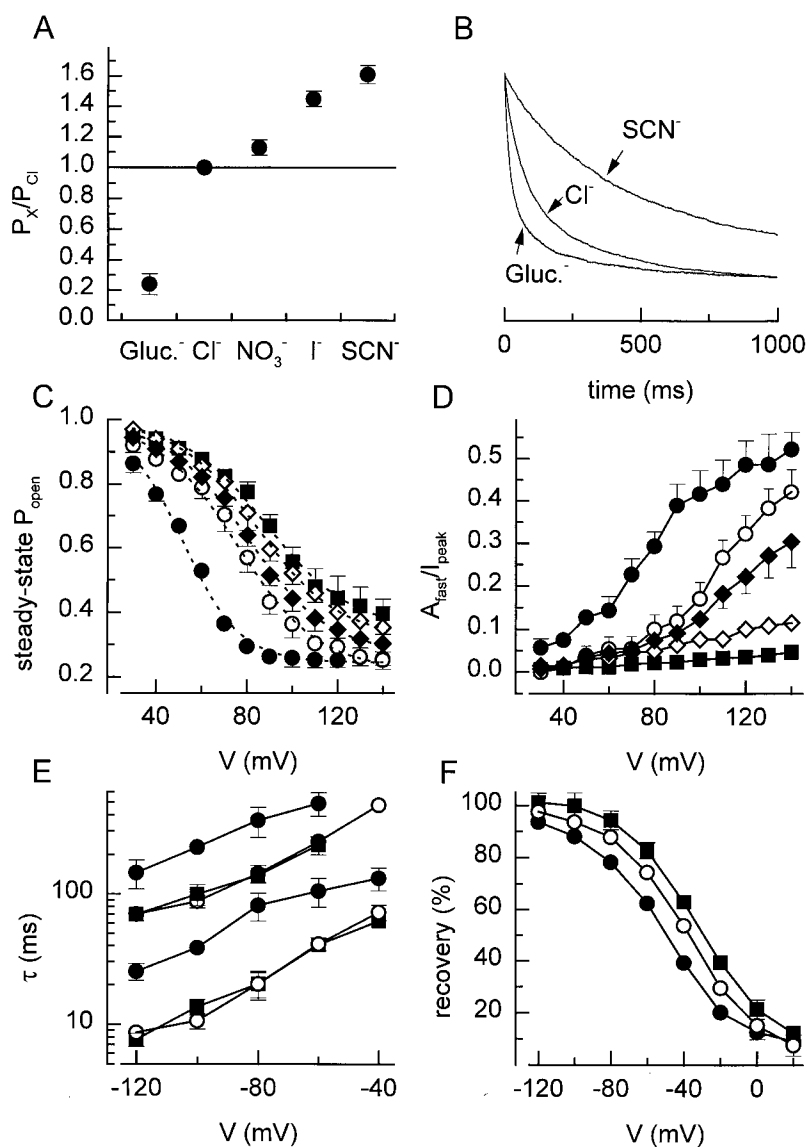 A
P_X/P_Cl
1.6
1.4
1.2
1.0
0.8
0.6
0.4
0.2
0.0
Gluc.⁻ Cl⁻ NO₃⁻ I⁻ SCN⁻
B
SCN⁻
Cl⁻
Gluc.⁻
0 500 1000
time (ms)
C
steady-state P_open
1.0
0.8
0.6
0.4
0.2
40 80 120
V (mV)
D
A_fast/I_peak
0.5
0.4
0.3
0.2
0.1
0.0
40 80 120
V (mV)
E
τ (ms)
100
10
-120 -80 -40
V (mV)
F
recovery (%)
100
80
60
40
20
-120 -80 -40 0
V (mV)